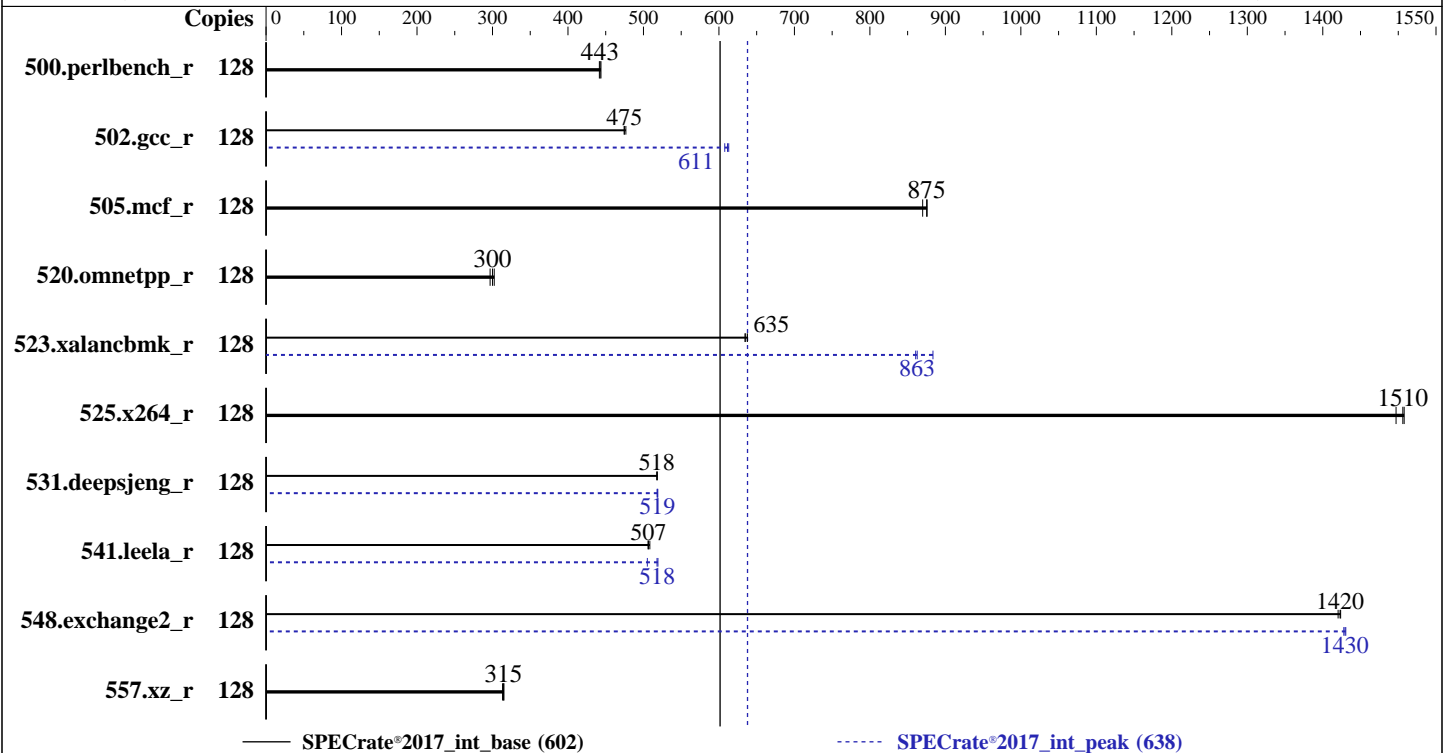 Copies 0 100 200 300 400 500 600 700 800 900 1000 1100 1200 1300 1400 1550
443
500.perlbench_r 128
475
502.gcc_r 128
611
875
505.mcf_r 128
300
520.omnetpp_r 128
635
523.xalancbmk_r 128
863
1510
525.x264_r 128
518
531.deepsjeng_r 128
519
507
541.leela_r 128
518
1420
548.exchange2_r 128
1430
315
557.xz_r 128
SPECrate®2017_int_base (602) SPECrate®2017_int_peak (638)